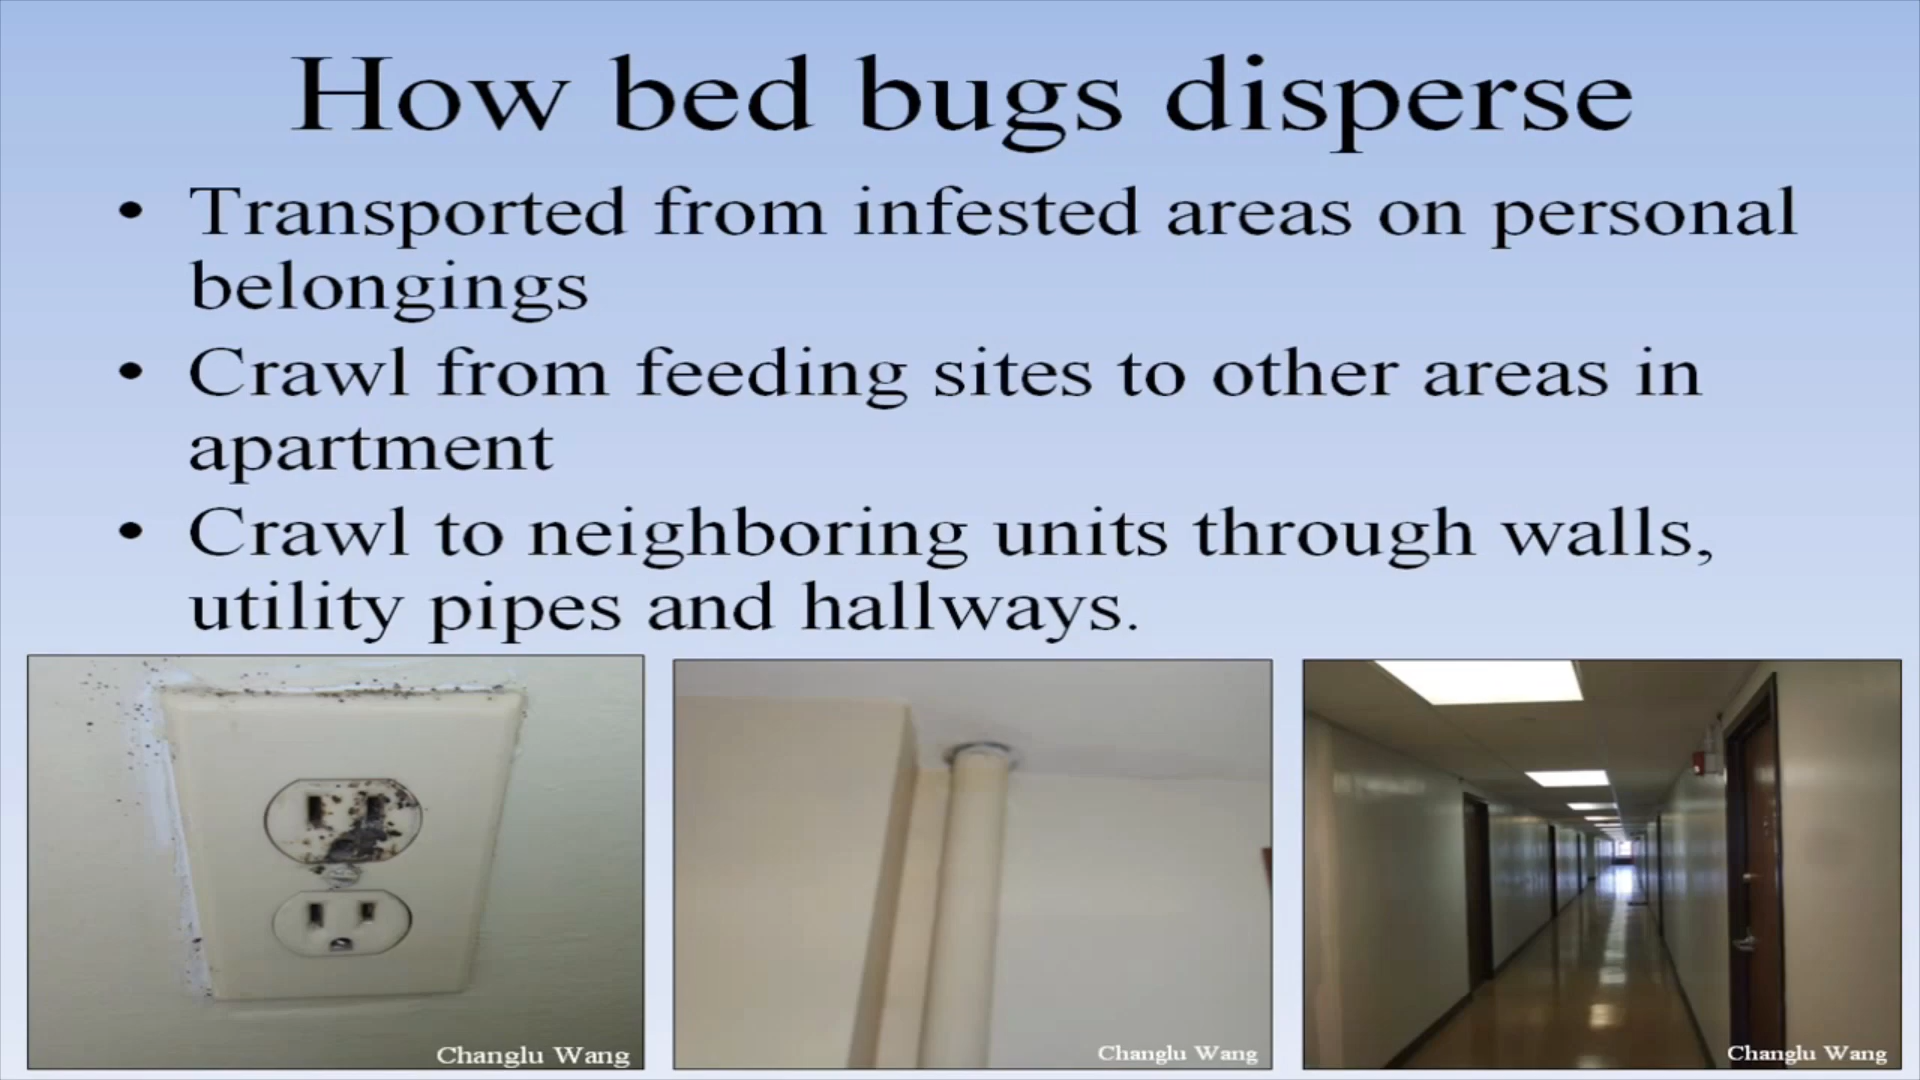 How bed bugs disperse
• Transported from infested areas on personal
belongings
• Crawl from feeding sites to other areas in
apartment
• Crawl to neighboring units through walls,
utility pipes and hallways.
Changlu Wang
Changlu Wang
Changlu Wang